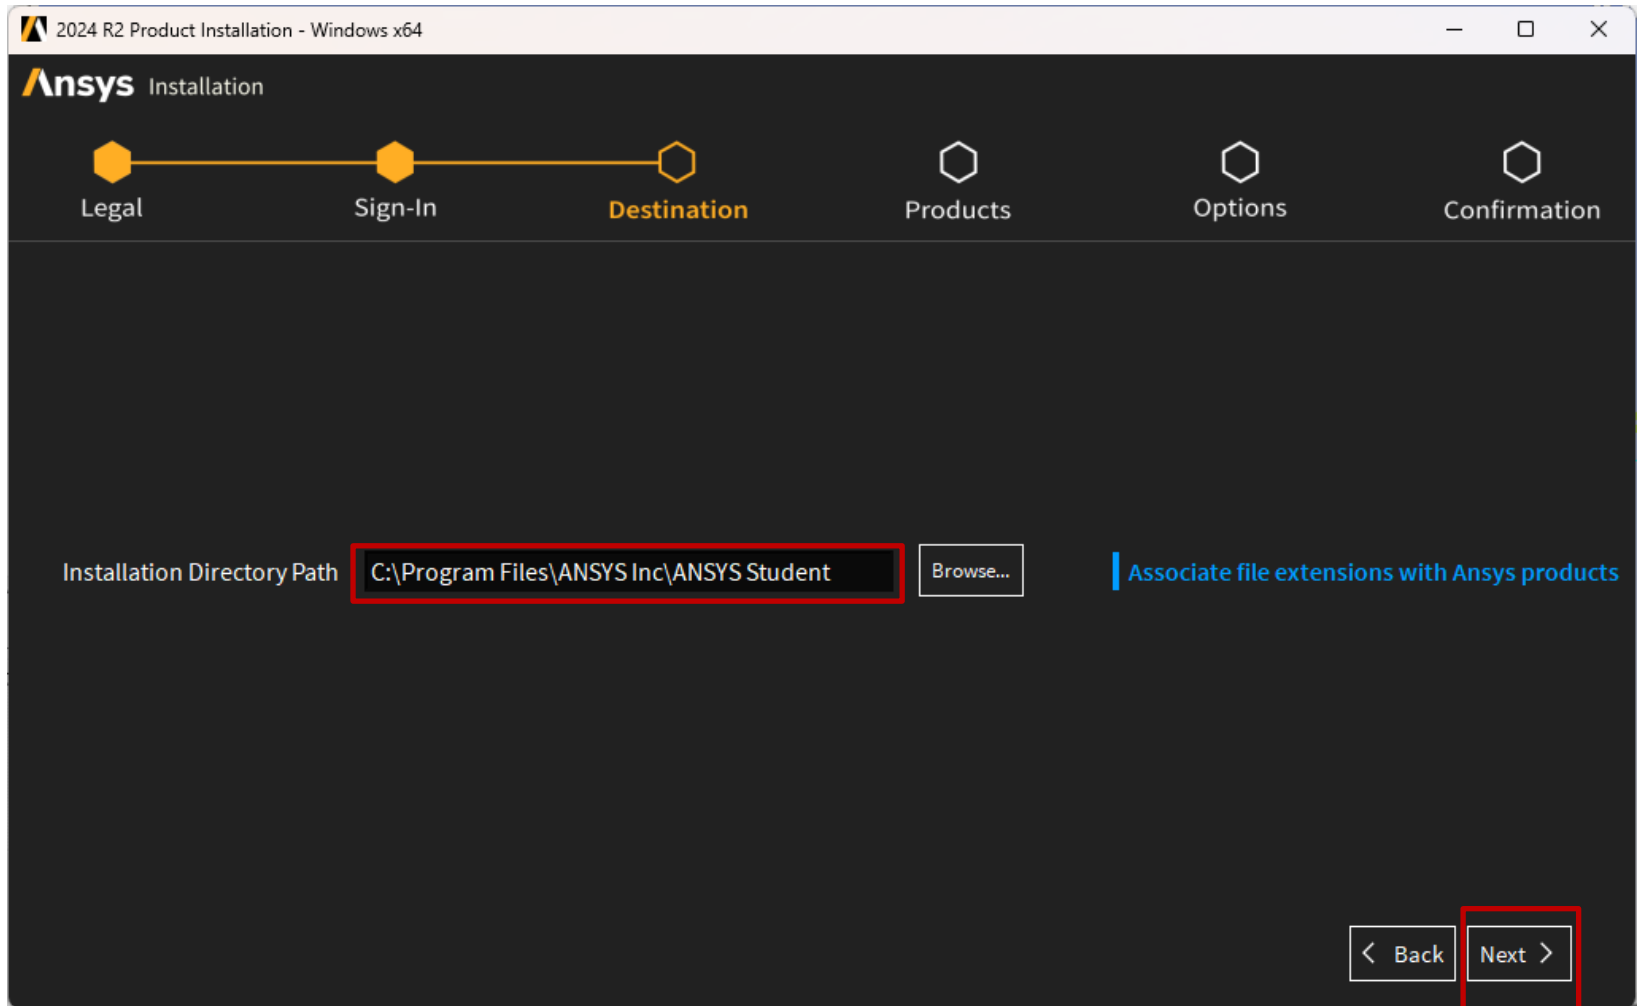 2024 R2 Product Installation - Windows x64
Ansys Installation
Legal Sign-In Destination Products Options Confirmation
Installation Directory Path C:\Program Files\ANSYS Inc\ANSYS Student Browse... Associate file extensions with Ansys products
Back Next